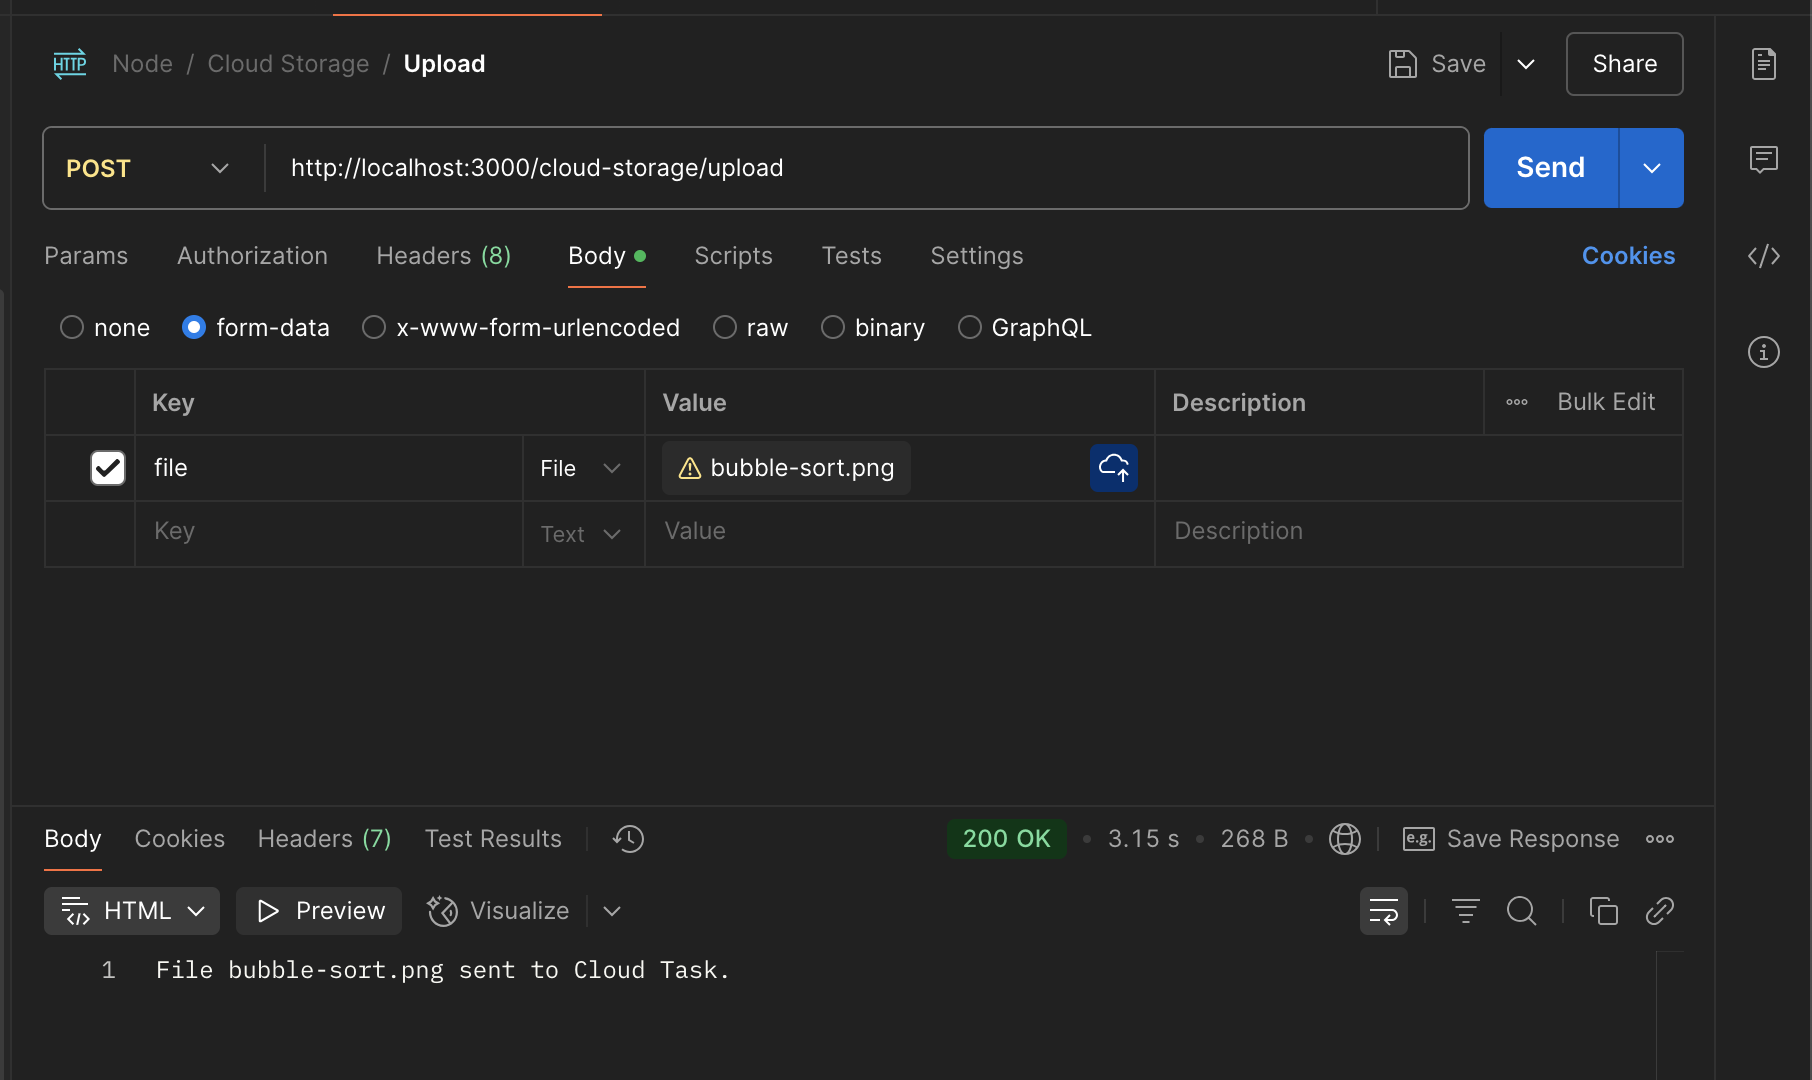 HTTP Node / Cloud Storage / Upload Save Share
POST http://localhost:3000/cloud-storage/upload Send
Params Authorization Headers (8) Body Scripts Tests Settings Cookies
none form-data x-www-form-urlencoded raw binary GraphQL
Key Value Description Bulk Edit
file File bubble-sort.png
Key Text Value Description
Body Cookies Headers (7) Test Results 200 OK • 3.15 s • 268 B • e.g. Save Response
HTML Preview Visualize
1 File bubble-sort.png sent to Cloud Task.